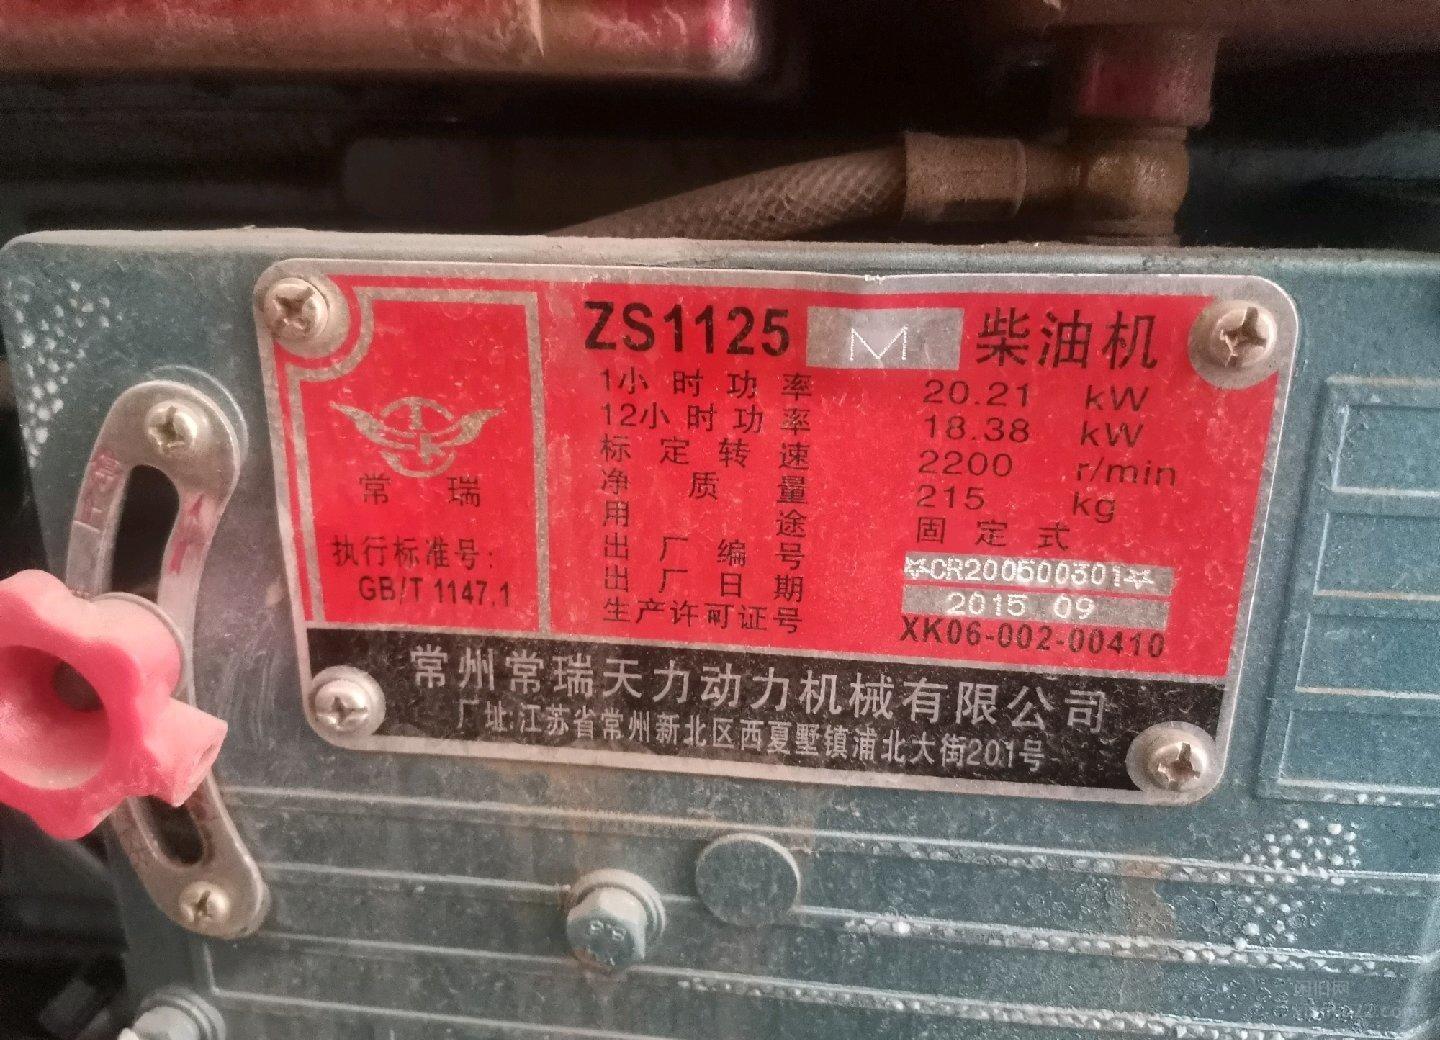 ZS1125 M 柴油机
1小时功率 20.21 kW
12小时功率 18.38 kW
标定转速 2200 r/min
净质量 215 kg
用途 固定式
出厂编号 ☆CR200500301☆
出厂日期 2015 09
生产许可证号 XK06-002-00410
常瑞
执行标准号:
GB/T 1147.1
常州常瑞天力动力机械有限公司
厂址:江苏省常州新北区西夏墅镇浦北大街201号
8.8